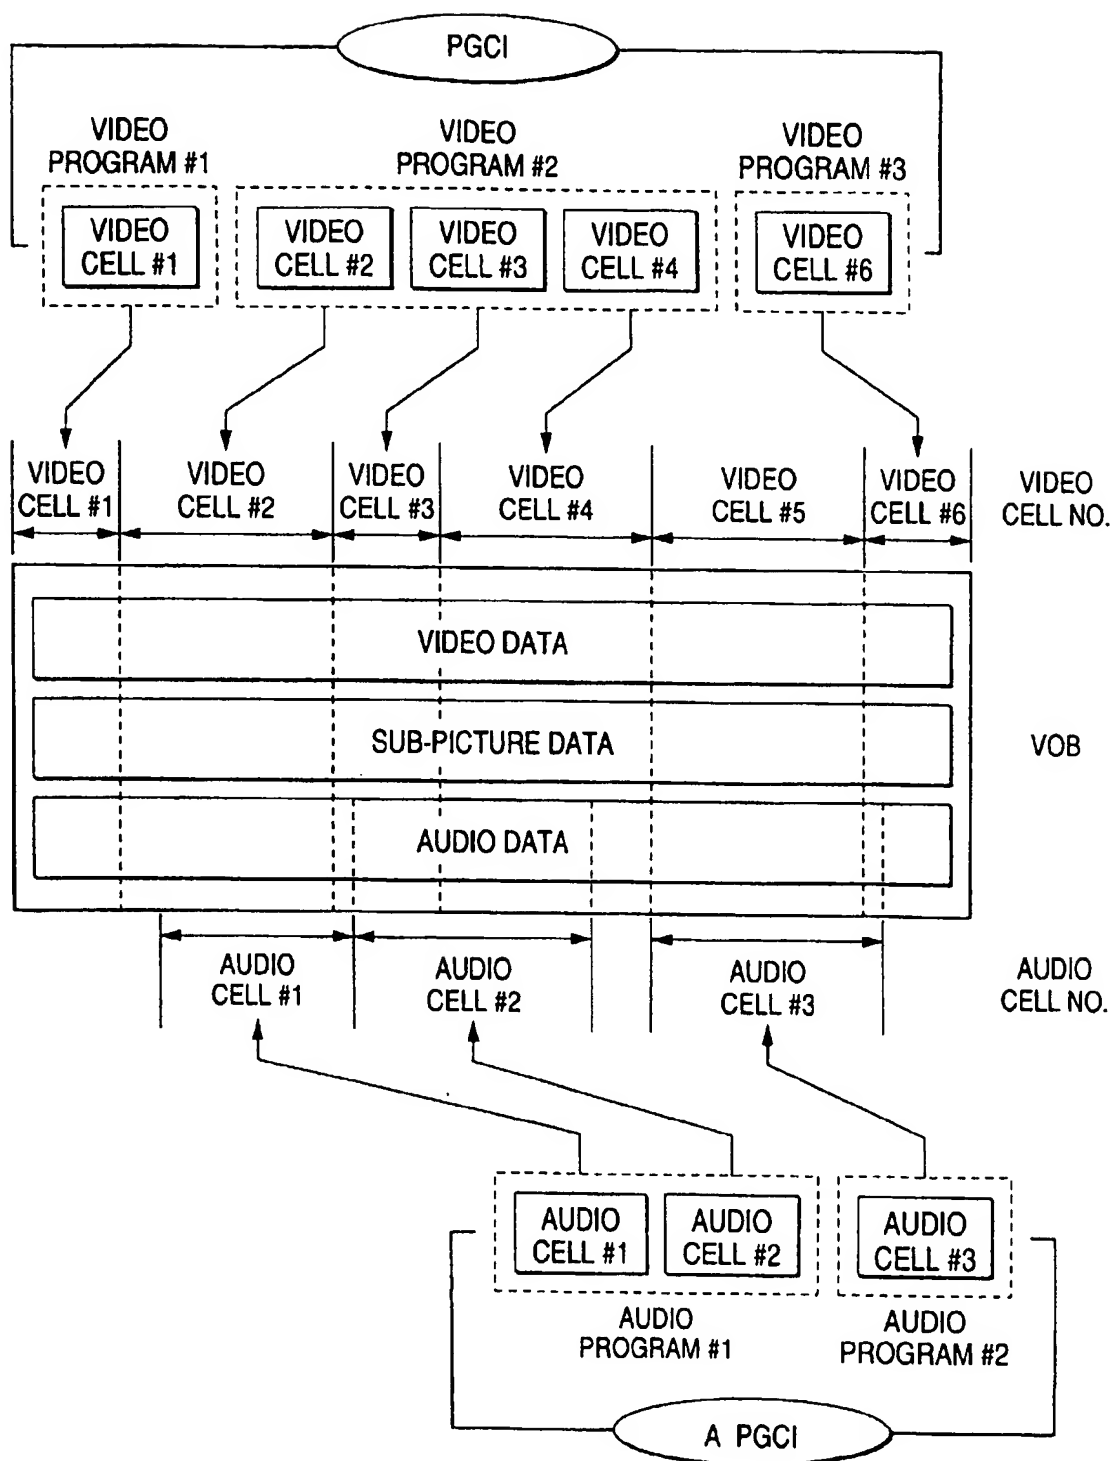 PGCI
VIDEO
PROGRAM #1
VIDEO
PROGRAM #2
VIDEO
PROGRAM #3
VIDEO
CELL #1
VIDEO
CELL #2
VIDEO
CELL #3
VIDEO
CELL #4
VIDEO
CELL #6
VIDEO
CELL #1
VIDEO
CELL #2
VIDEO
CELL #3
VIDEO
CELL #4
VIDEO
CELL #5
VIDEO
CELL #6
VIDEO
CELL NO.
VIDEO DATA
SUB-PICTURE DATA
VOB
AUDIO DATA
AUDIO
CELL #1
AUDIO
CELL #2
AUDIO
CELL #3
AUDIO
CELL NO.
AUDIO
CELL #1
AUDIO
CELL #2
AUDIO
CELL #3
AUDIO
PROGRAM #1
AUDIO
PROGRAM #2
A PGCI